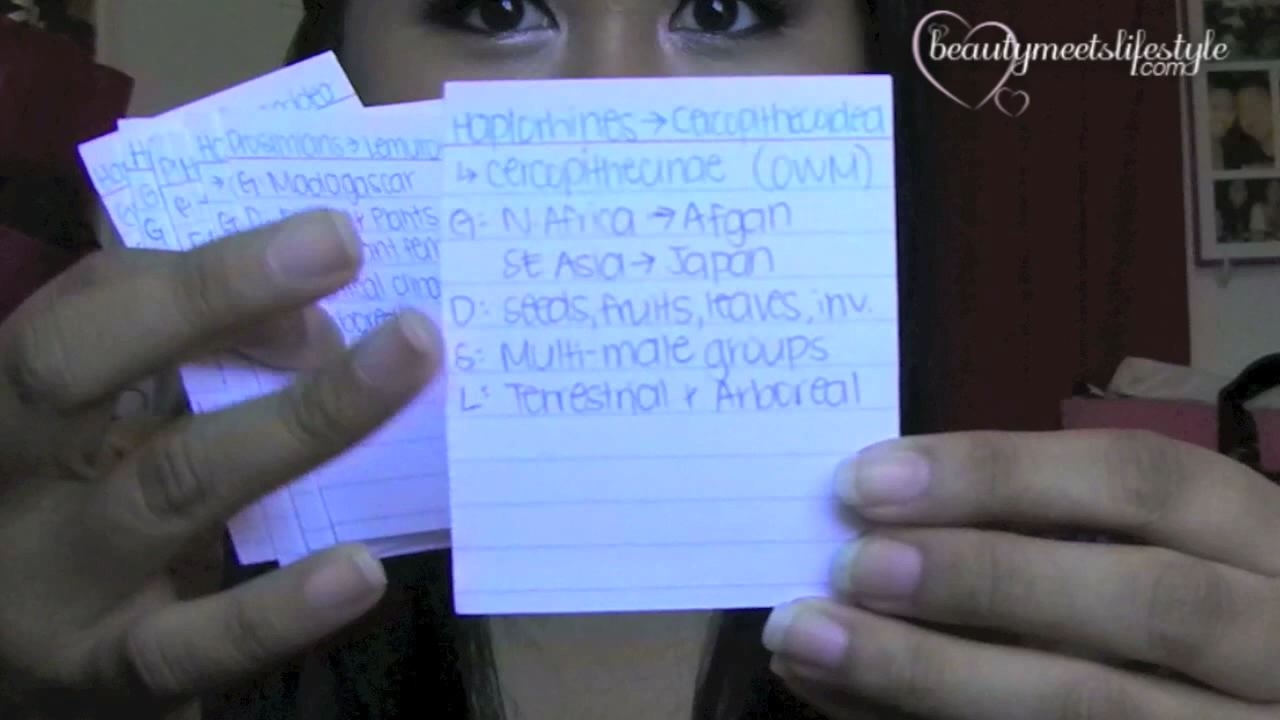 beautymeetslifestyle
.com
Haplorhines → Cercopithecoidea
↳ cercopithecinae (OWM)
G: N. Africa → Afgan
SE Asia → Japan
D: seeds, fruits, leaves, inv.
S: Multi-male groups
L: Terrestrial + Arboreal
Prosimians → Lemuro
→ G: Madagascar